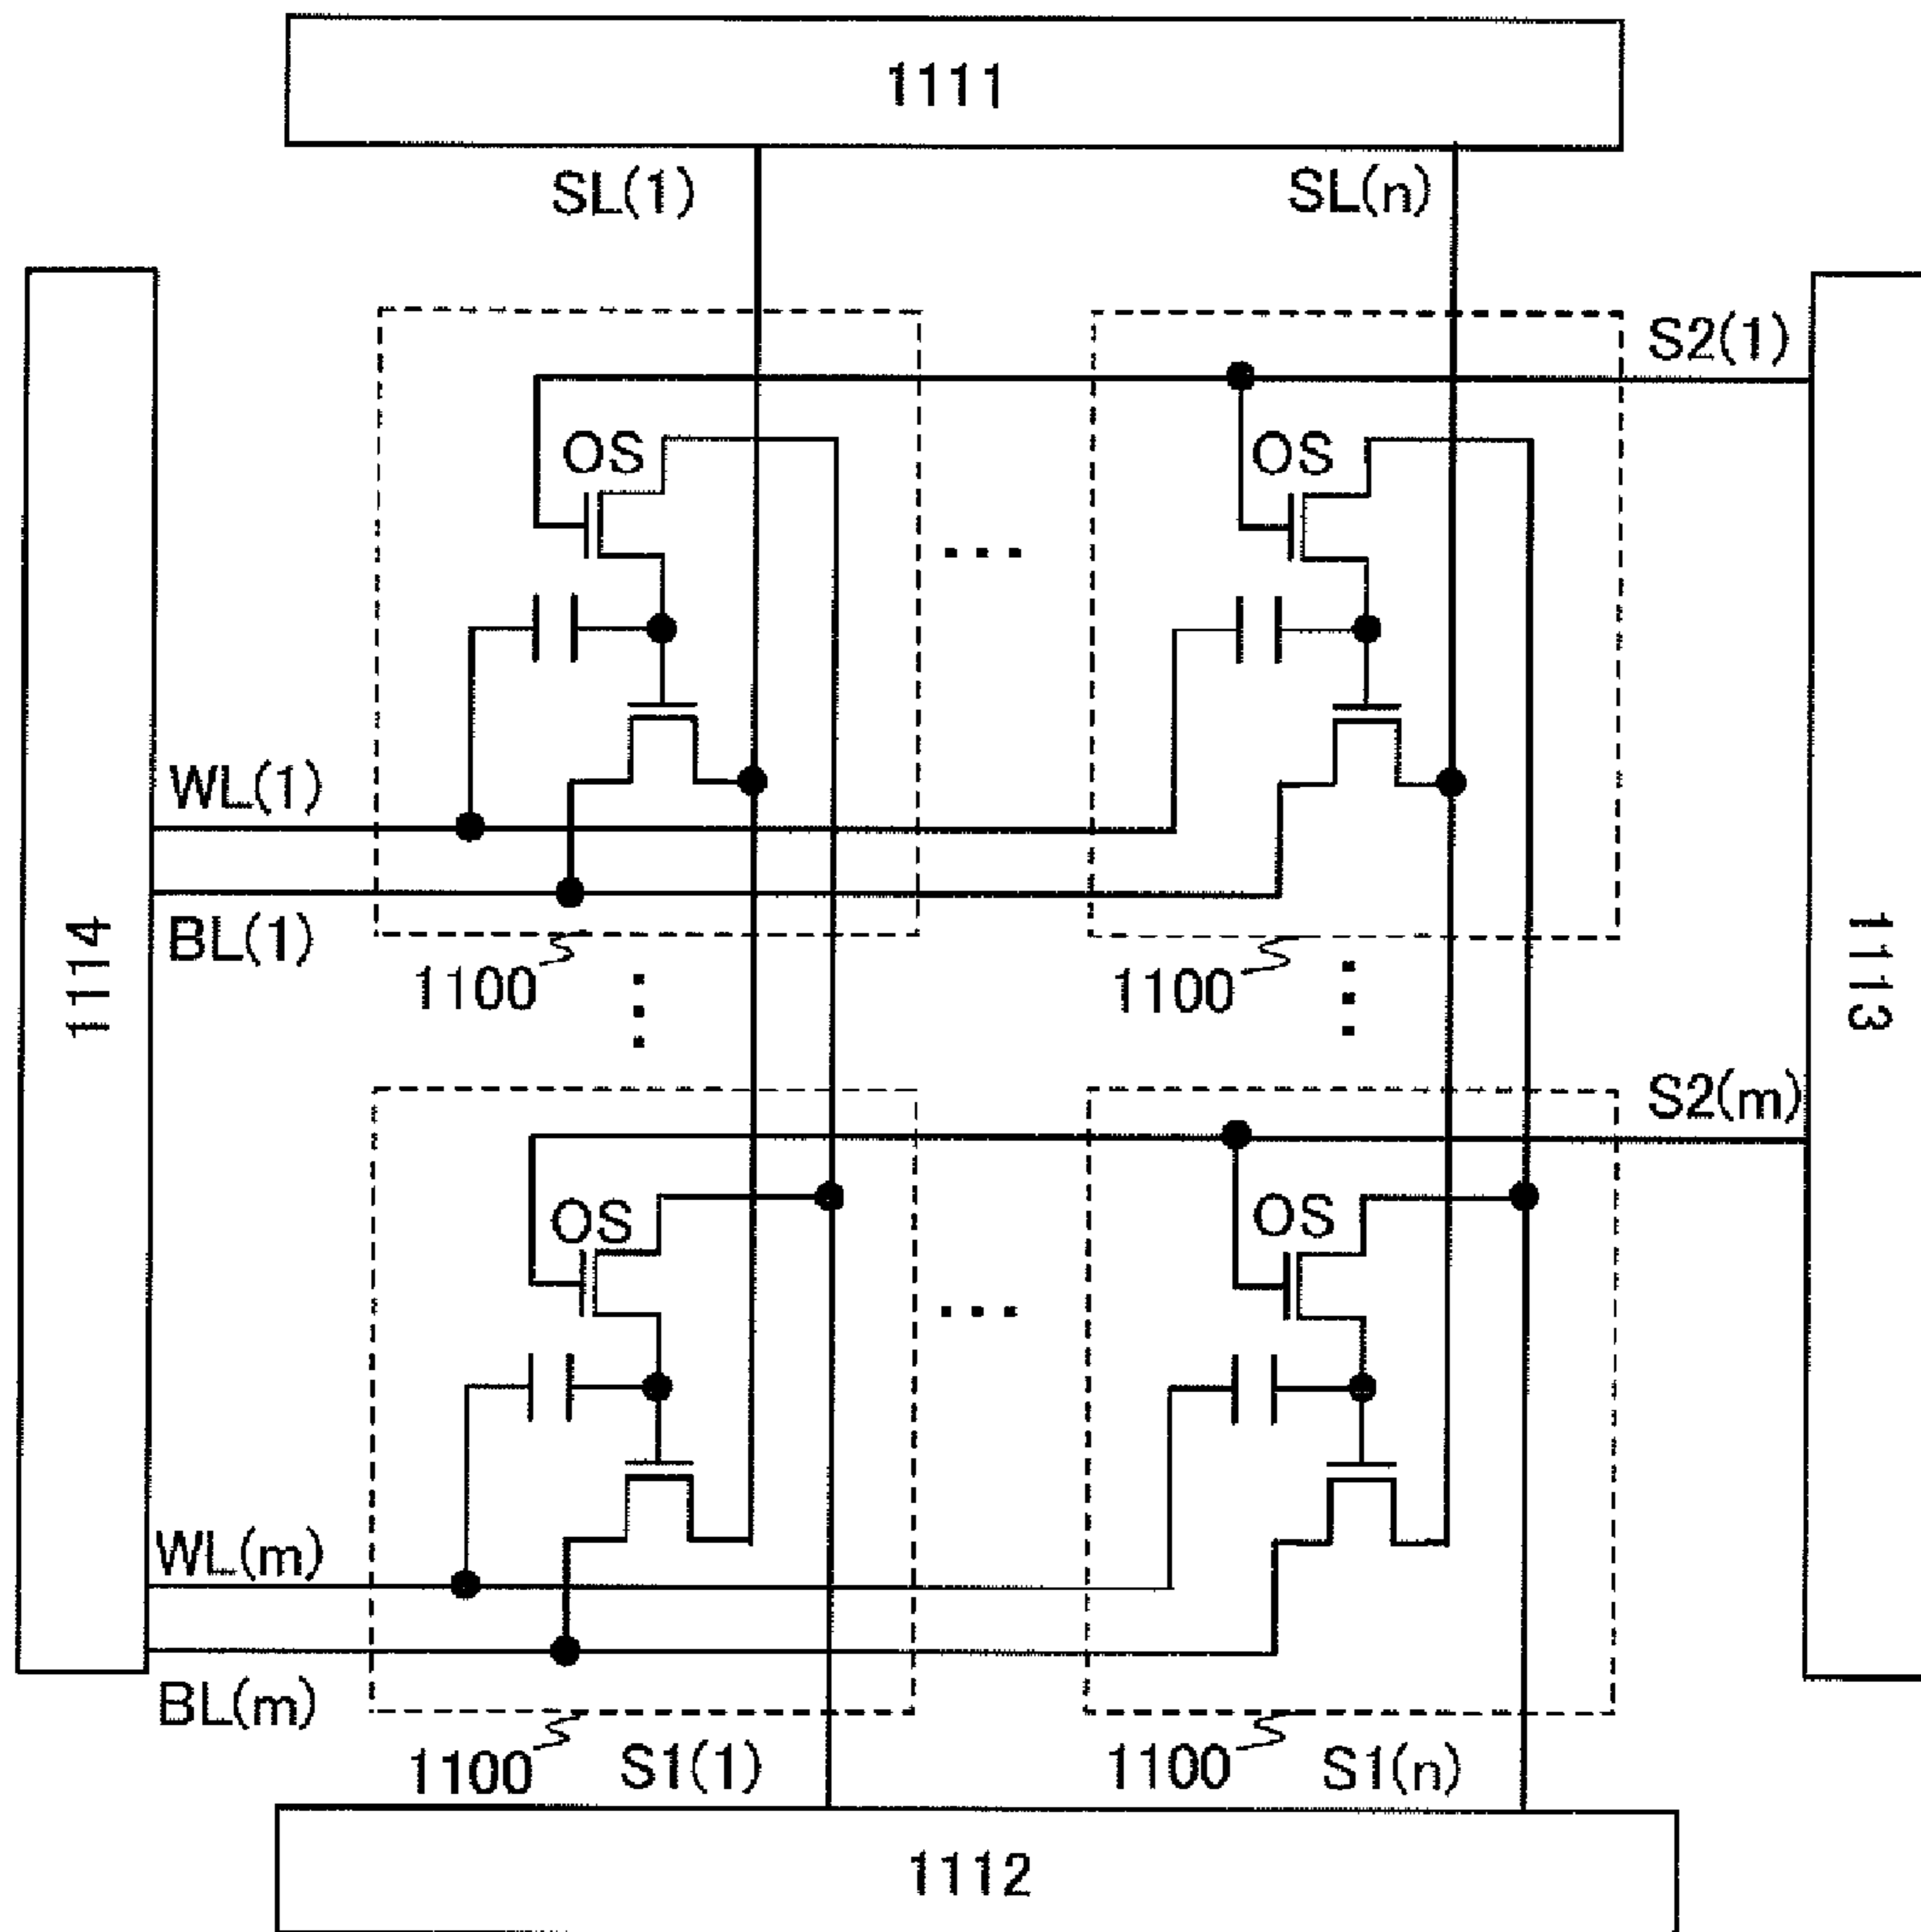 1111
SL(1)
SL(n)
S2(1)
OS
OS
WL(1)
BL(1)
1114
1113
1100
1100
S2(m)
OS
OS
WL(m)
BL(m)
1100
S1(1)
1100
S1(n)
1112